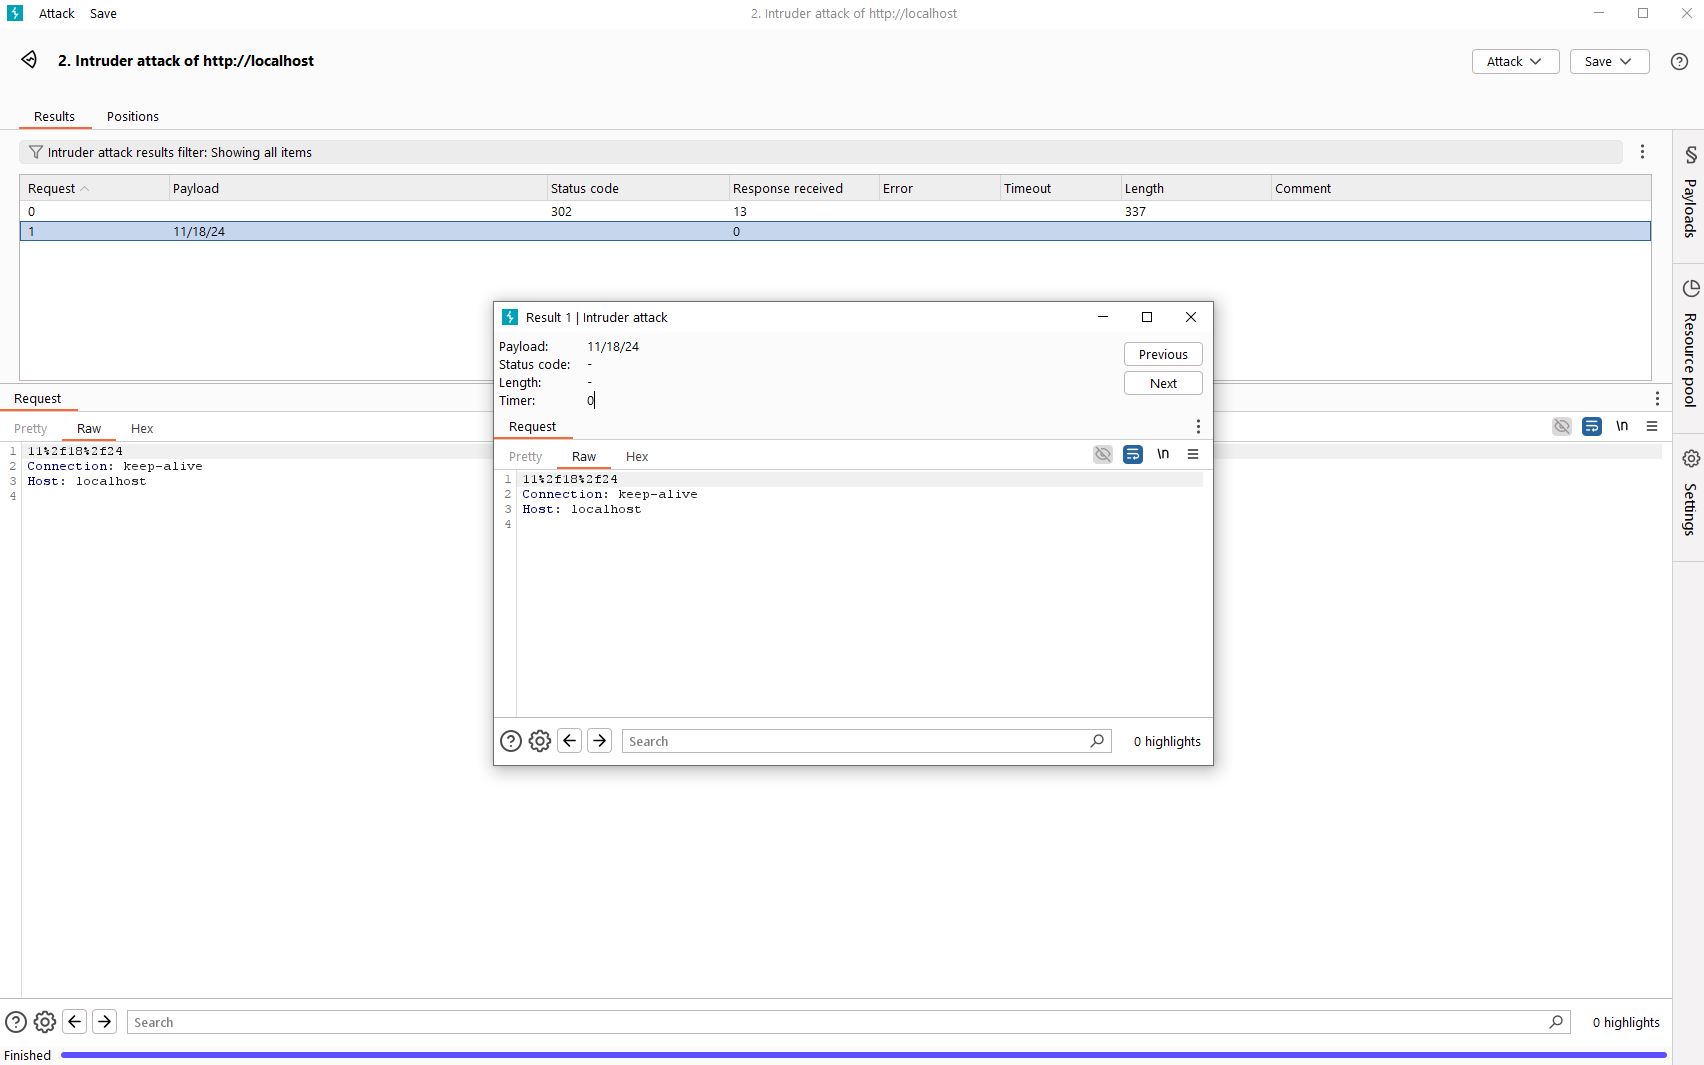 Attack Save 2. Intruder attack of http://localhost
2. Intruder attack of http://localhost Attack Save
Results Positions
Intruder attack results filter: Showing all items
Request Payload Status code Response received Error Timeout Length Comment
0 302 13 337
1 11/18/24 0
Payloads
Resource pool
Settings
Request
Pretty Raw Hex \n
1 11%2f18%2f24
2 Connection: keep-alive
3 Host: localhost
4
Result 1 | Intruder attack
Payload: 11/18/24
Status code: -
Length: -
Timer: 0
Previous
Next
Request
Pretty Raw Hex \n
1 11%2f18%2f24
2 Connection: keep-alive
3 Host: localhost
4
Search 0 highlights
Search 0 highlights
Finished